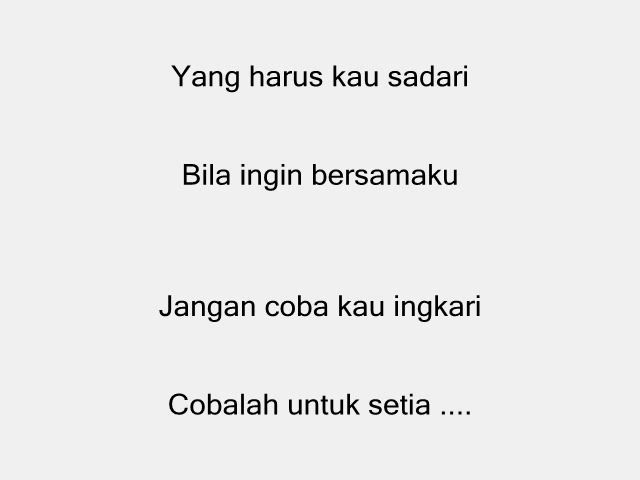 Yang harus kau sadari
Bila ingin bersamaku
Jangan coba kau ingkari
Cobalah untuk setia ....